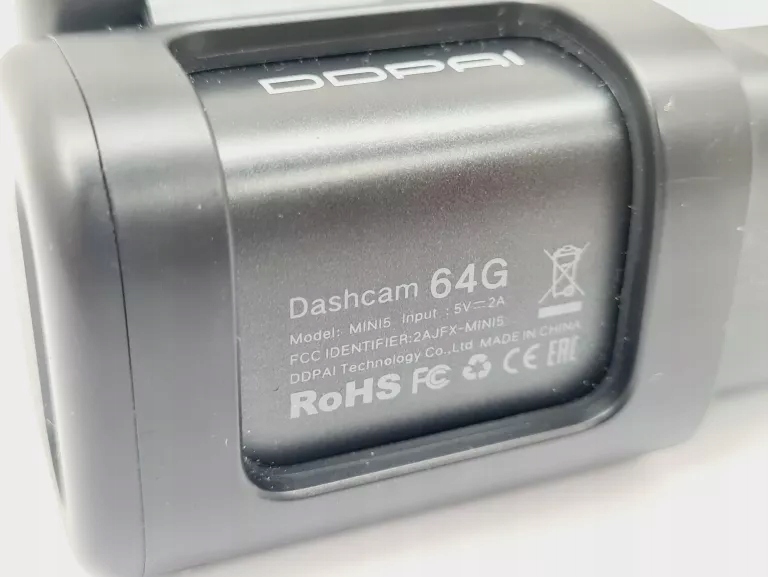 DDPAI
Dashcam 64G
Model: MINI5 Input : 5V⎓2A
FCC IDENTIFIER:2AJFX-MINI5
DDPAI Technology Co.,Ltd MADE IN CHINA
RoHS FC CE EAC